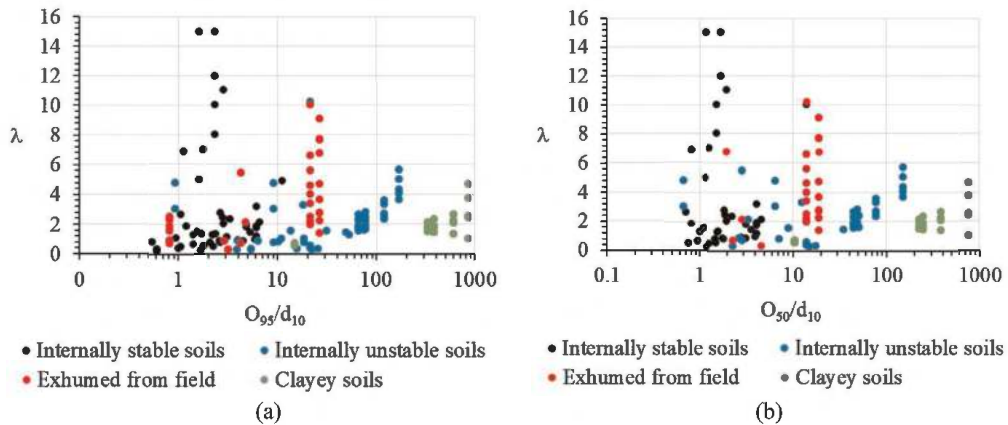 16
14
12
10
λ 8
6
4
2
0
0 1 10 100 1000
O₉₅/d₁₀
• Internally stable soils • Internally unstable soils
• Exhumed from field • Clayey soils
(a)
16
14
12
10
λ 8
6
4
2
0
0.1 1 10 100 1000
O₅₀/d₁₀
• Internally stable soils • Internally unstable soils
• Exhumed from field • Clayey soils
(b)